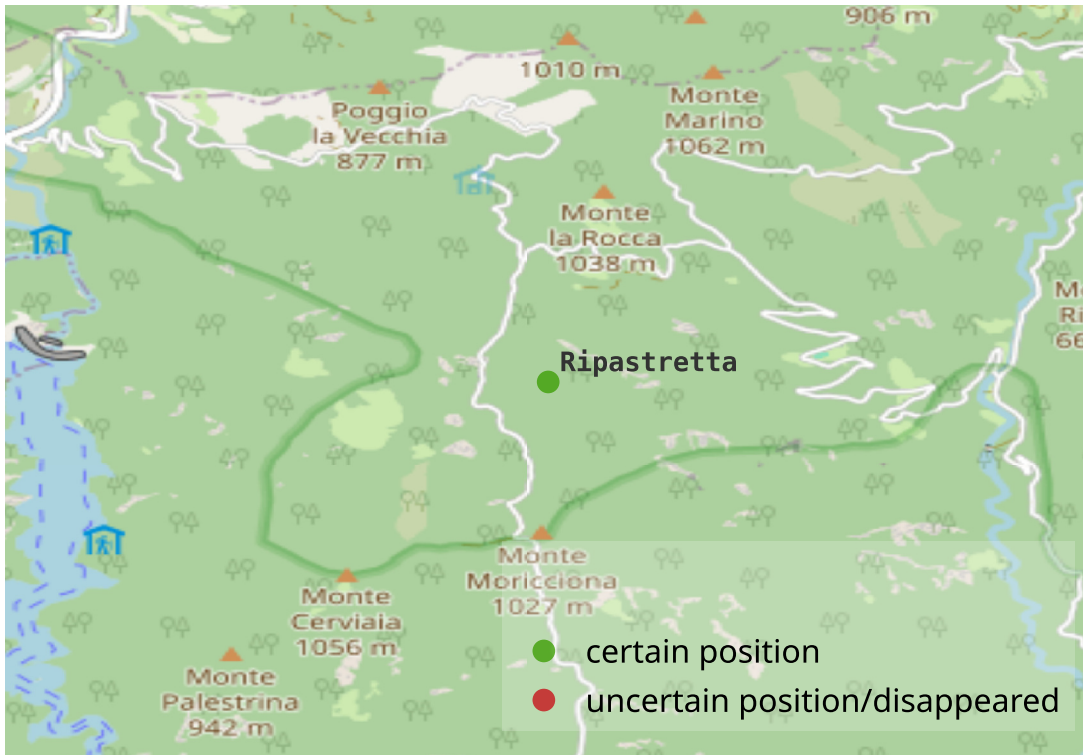 906 m
1010 m
Poggio
la Vecchia
877 m
Monte
Marino
1062 m
Monte
la Rocca
1038 m
Ripastretta
Monte
Moricciona
1027 m
Monte
Cerviaia
1056 m
Monte
Palestrina
942 m
certain position
uncertain position/disappeared